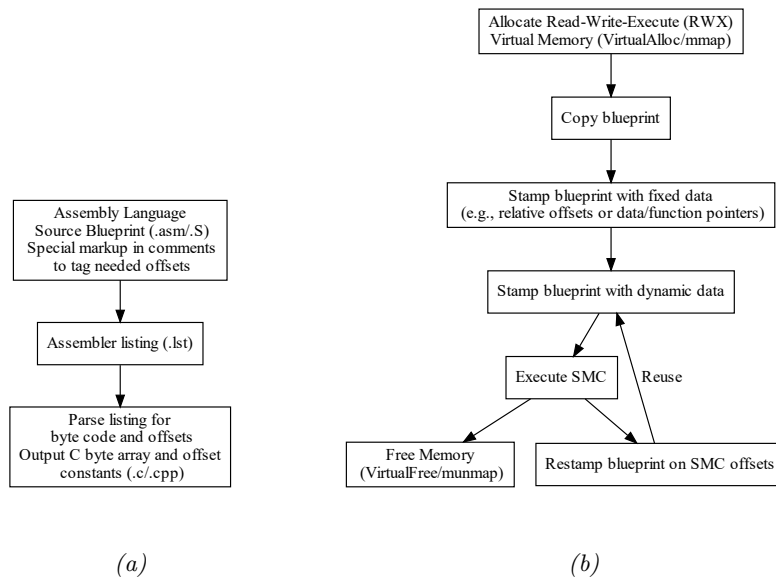 Assembly Language
Source Blueprint (.asm/.S)
Special markup in comments
to tag needed offsets
Assembler listing (.lst)
Parse listing for
byte code and offsets
Output C byte array and offset
constants (.c/.cpp)
(a)
Allocate Read-Write-Execute (RWX)
Virtual Memory (VirtualAlloc/mmap)
Copy blueprint
Stamp blueprint with fixed data
(e.g., relative offsets or data/function pointers)
Stamp blueprint with dynamic data
Execute SMC
Reuse
Free Memory
(VirtualFree/munmap)
Restamp blueprint on SMC offsets
(b)